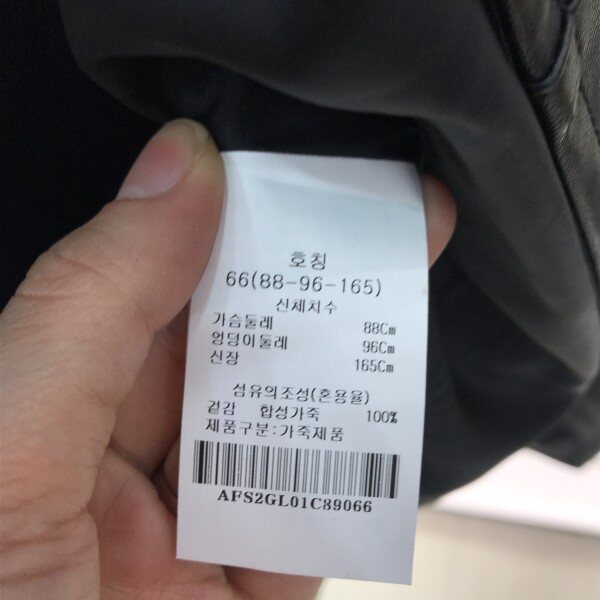 호칭
66(88-96-165)
신체치수
가슴둘레 88Cm
엉덩이둘레 96Cm
신장 165Cm
섬유의조성(혼용율)
겉감 합성가죽 100%
제품구분:가죽제품
AFS2GL01C89066